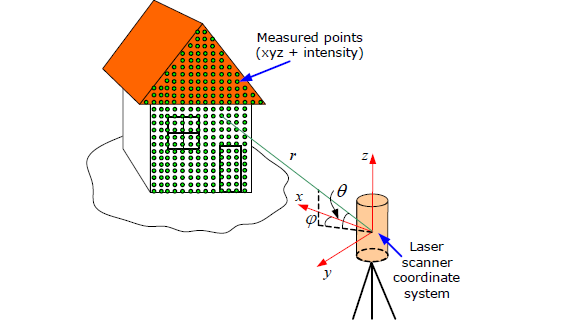 Measured points
(xyz + intensity)
r
z
θ
x
φ
y
Laser
scanner
coordinate
system